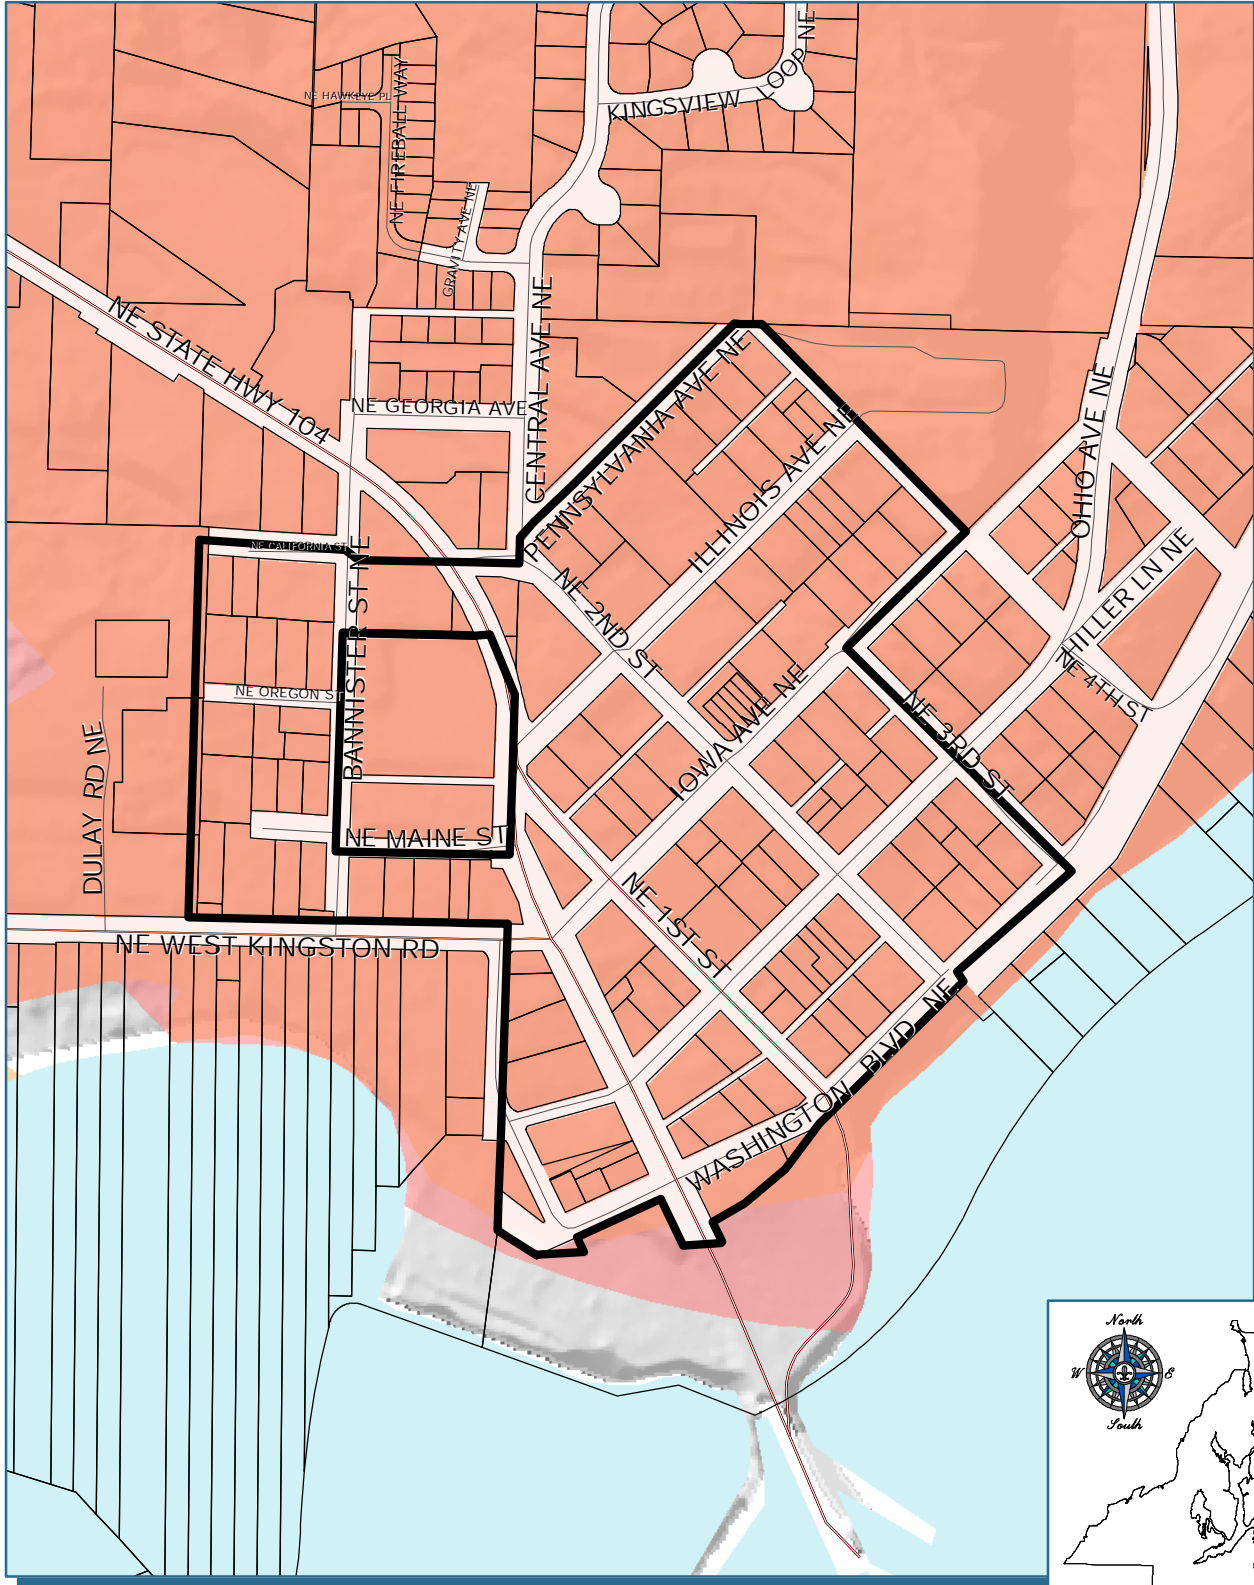 KINGSVIEW LOOP NE
NE HAWKEYE PL
NE FIREBALL WAY
GRAVITY AVE NE
NE STATE HWY 104
CENTRAL AVE NE
NE GEORGIA AVE
PENNSYLVANIA AVE NE
ILLINOIS AVE NE
OHIO AVE NE
NE CALIFORNIA ST
BANNISTER ST NE
NE 2ND ST
HILLER LN NE
NE 4TH ST
NE OREGON ST
IOWA AVE NE
NE 3RD ST
DULAY RD NE
NE MAINE ST
NE 1ST ST
NE WEST KINGSTON RD
WASHINGTON BLVD NE
North
W
E
South